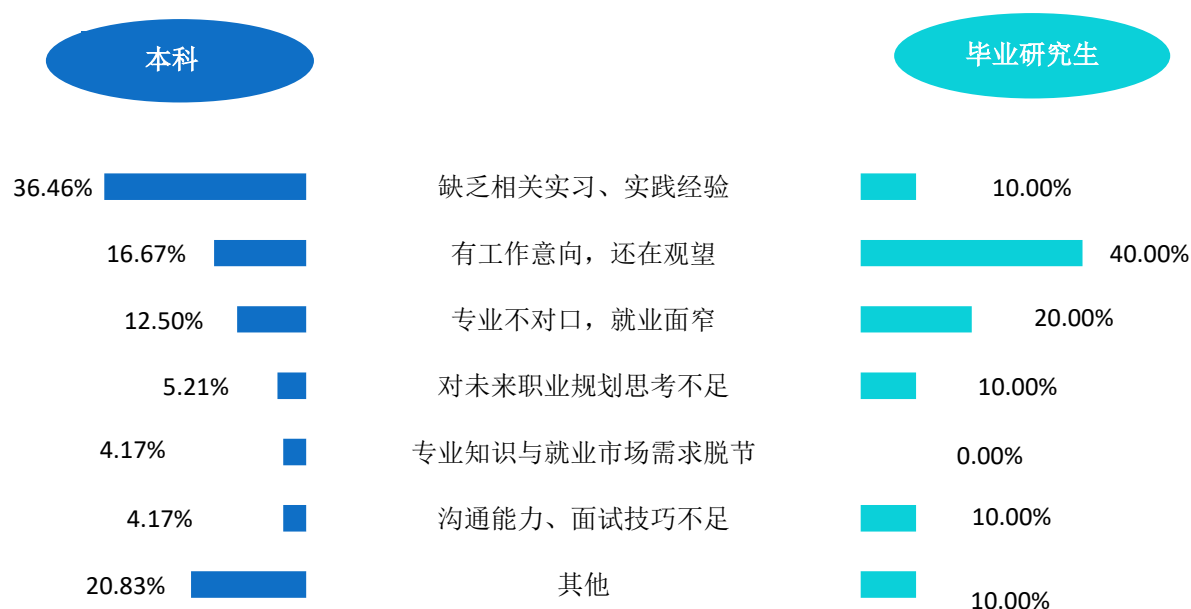 本科 毕业研究生
36.46% 缺乏相关实习、实践经验 10.00%
16.67% 有工作意向，还在观望 40.00%
12.50% 专业不对口，就业面窄 20.00%
5.21% 对未来职业规划思考不足 10.00%
4.17% 专业知识与就业市场需求脱节 0.00%
4.17% 沟通能力、面试技巧不足 10.00%
20.83% 其他 10.00%